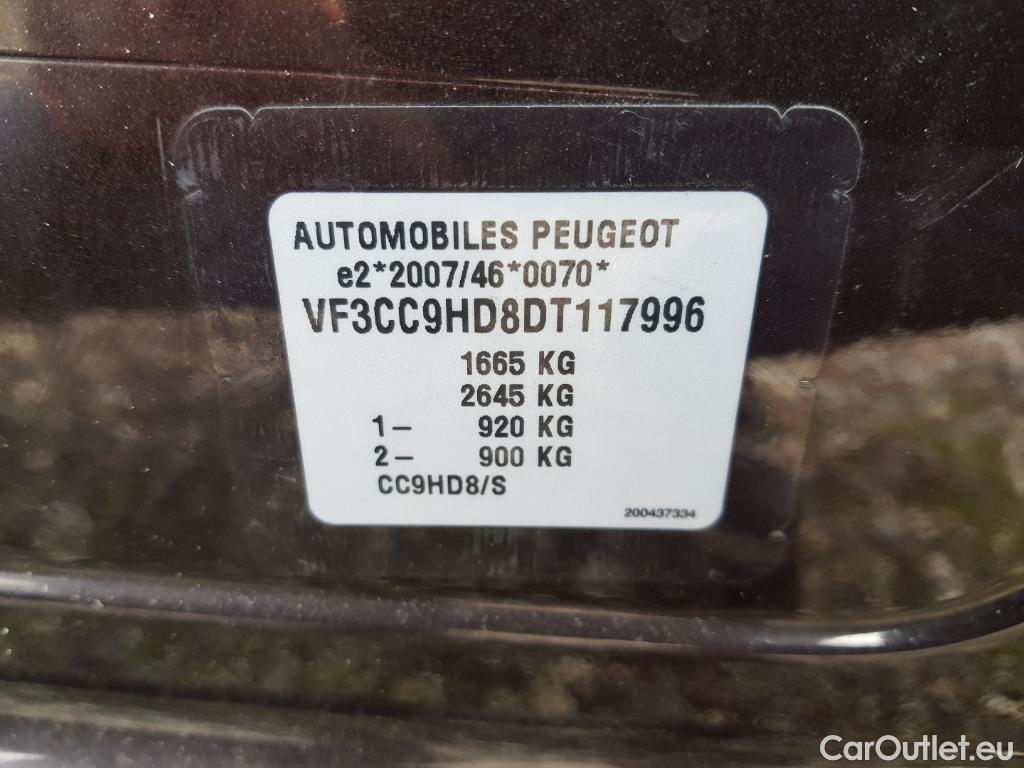 AUTOMOBILES PEUGEOT
e2*2007/46*0070*
VF3CC9HD8DT117996
1665 KG
2645 KG
1- 920 KG
2- 900 KG
CC9HD8/S
200437334
CarOutlet.eu